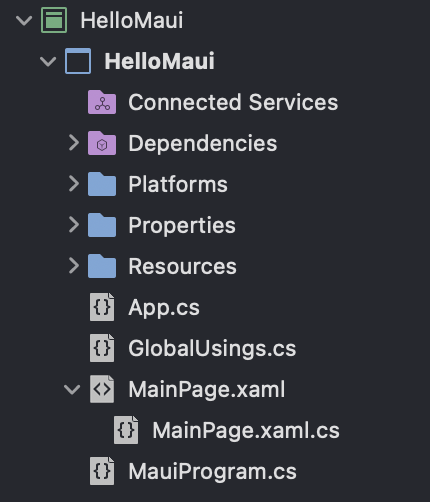 HelloMaui
HelloMaui
Connected Services
Dependencies
Platforms
Properties
Resources
App.cs
GlobalUsings.cs
MainPage.xaml
MainPage.xaml.cs
MauiProgram.cs